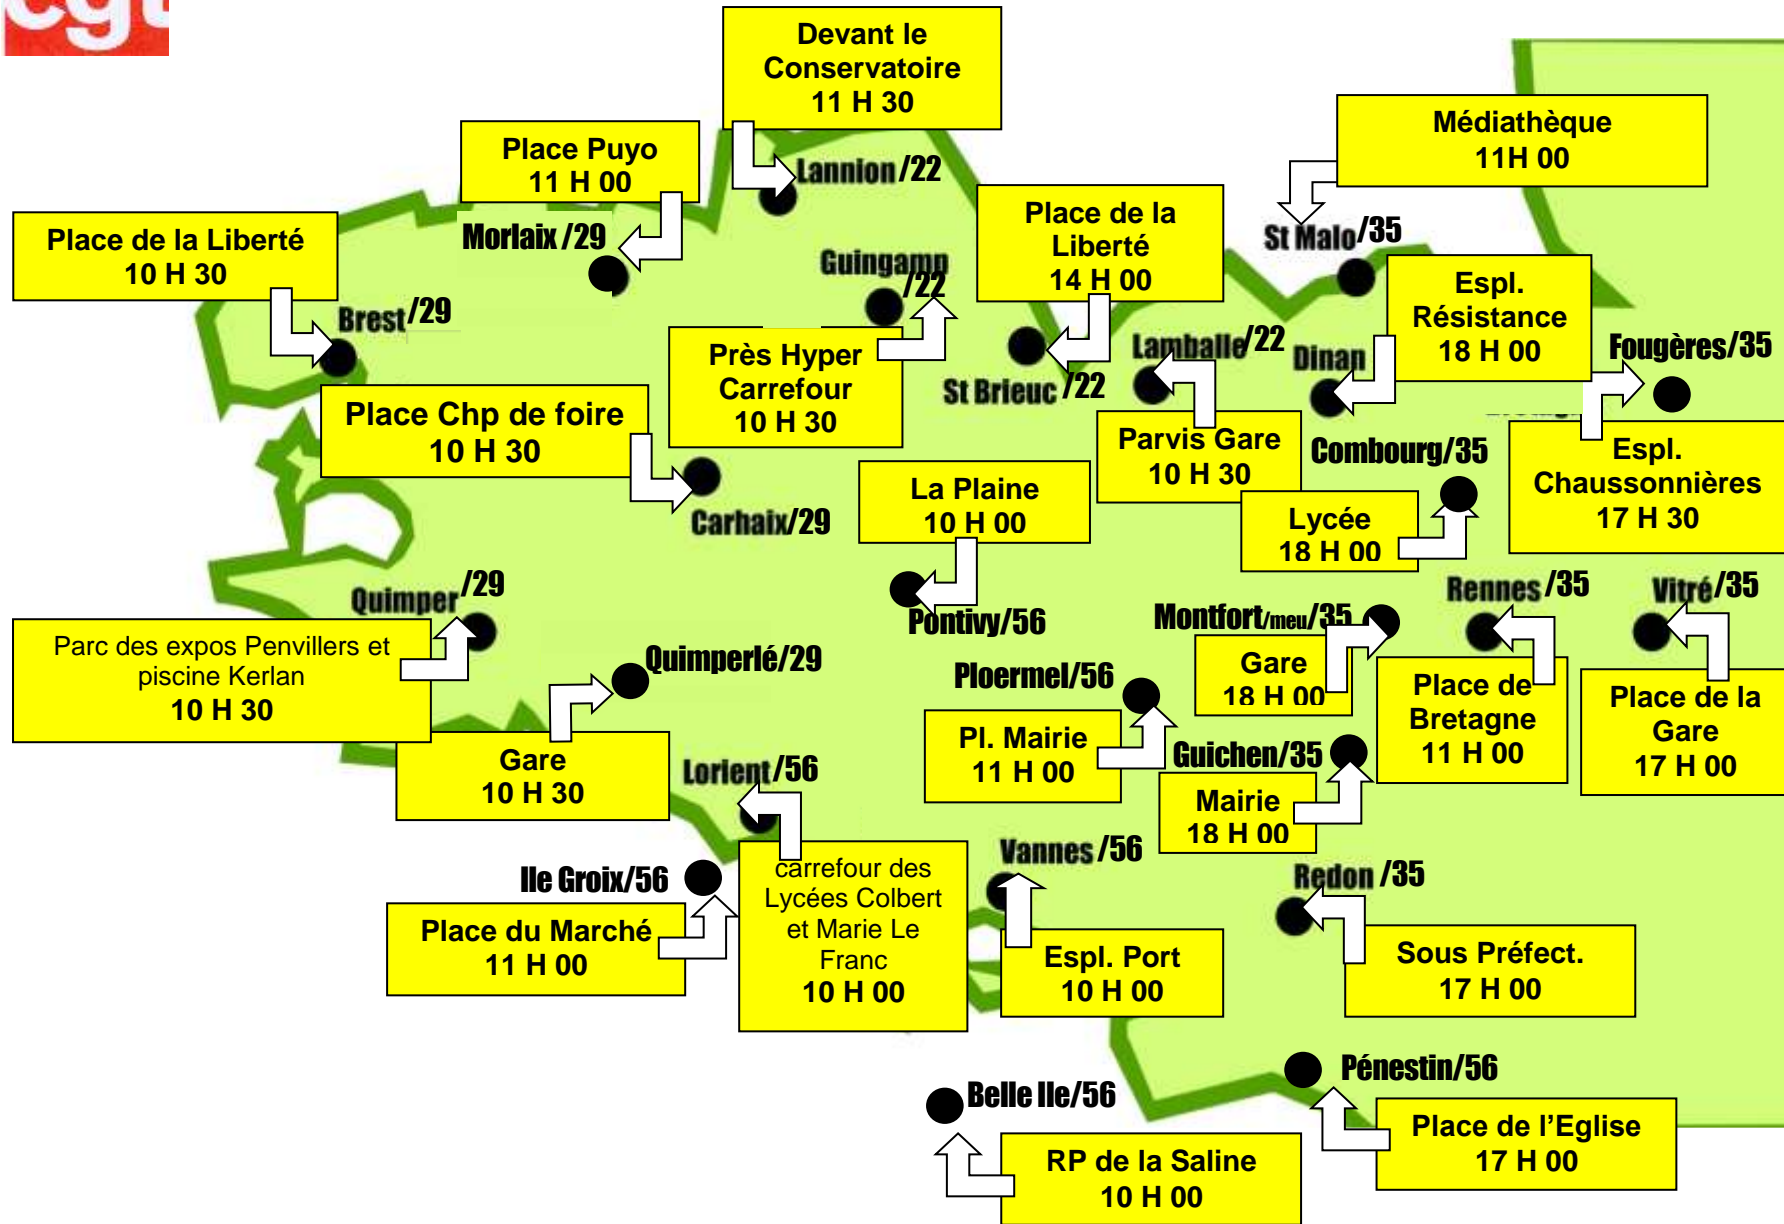 cgt
Devant le
Conservatoire
11 H 30
Médiathèque
11H 00
Place Puyo
11 H 00
Lannion /22
Place de la
Liberté
14 H 00
St Malo/35
Place de la Liberté
10 H 30
Morlaix /29
Guingamp
/22
Espl.
Résistance
18 H 00
Brest/29
Près Hyper
Carrefour
10 H 30
St Brieuc /22
Lamballe/22
Dinan
Fougères/35
Place Chp de foire
10 H 30
Parvis Gare
10 H 30
Combourg/35
Espl.
Chaussonnières
17 H 30
Carhaix/29
La Plaine
10 H 00
Lycée
18 H 00
Quimper/29
Pontivy/56
Montfort/meu/35
Rennes /35
Vitré/35
Parc des expos Penvillers et
piscine Kerlan
10 H 30
Quimperlé/29
Ploermel/56
Gare
18 H 00
Place de
Bretagne
11 H 00
Place de la
Gare
17 H 00
Gare
10 H 30
Lorient/56
Pl. Mairie
11 H 00
Guichen/35
Mairie
18 H 00
Ile Groix/56
carrefour des
Lycées Colbert
et Marie Le
Franc
10 H 00
Vannes /56
Redon /35
Place du Marché
11 H 00
Espl. Port
10 H 00
Sous Préfect.
17 H 00
Belle Ile/56
Pénestin/56
RP de la Saline
10 H 00
Place de l’Eglise
17 H 00